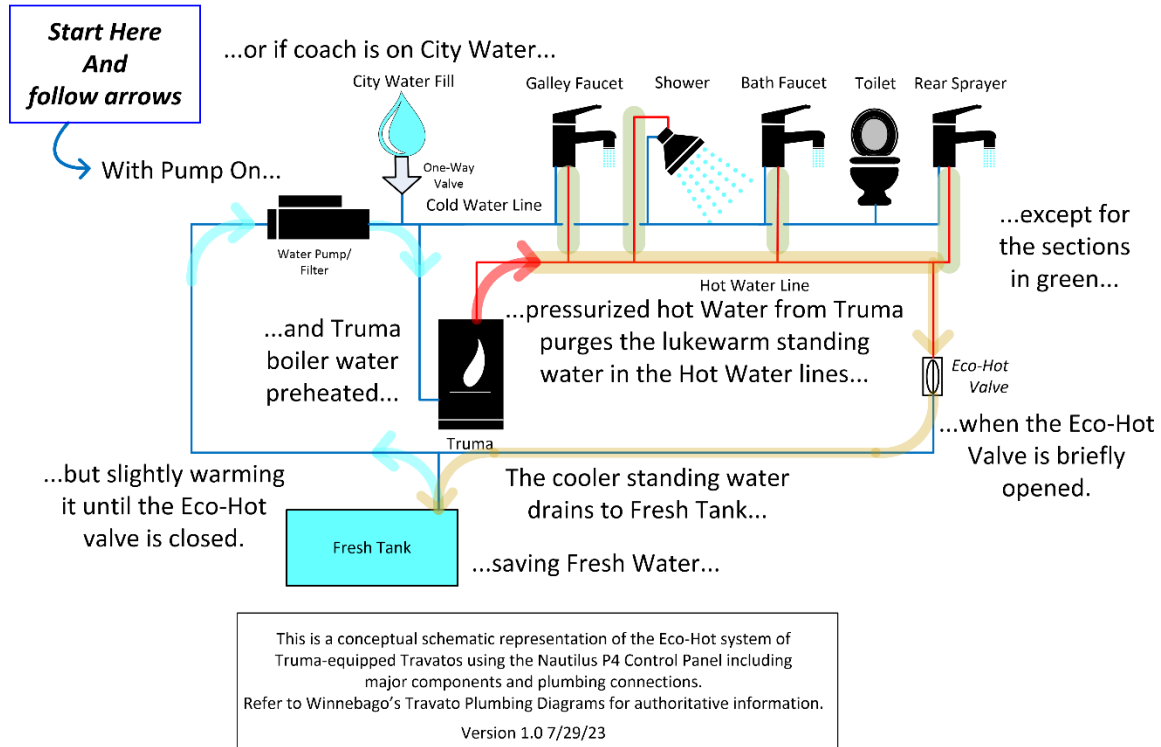 Start Here
And
follow arrows
...or if coach is on City Water...
City Water Fill
Galley Faucet
Shower
Bath Faucet
Toilet
Rear Sprayer
With Pump On...
One-Way
Valve
Cold Water Line
Water Pump/
Filter
...except for
the sections
in green...
Hot Water Line
...and Truma
boiler water
preheated...
...pressurized hot Water from Truma
purges the lukewarm standing
water in the Hot Water lines...
Eco-Hot
Valve
Truma
...when the Eco-Hot
Valve is briefly
opened.
The cooler standing water
drains to Fresh Tank...
...but slightly warming
it until the Eco-Hot
valve is closed.
Fresh Tank
...saving Fresh Water...
This is a conceptual schematic representation of the Eco-Hot system of
Truma-equipped Travatos using the Nautilus P4 Control Panel including
major components and plumbing connections.
Refer to Winnebago's Travato Plumbing Diagrams for authoritative information.
Version 1.0 7/29/23